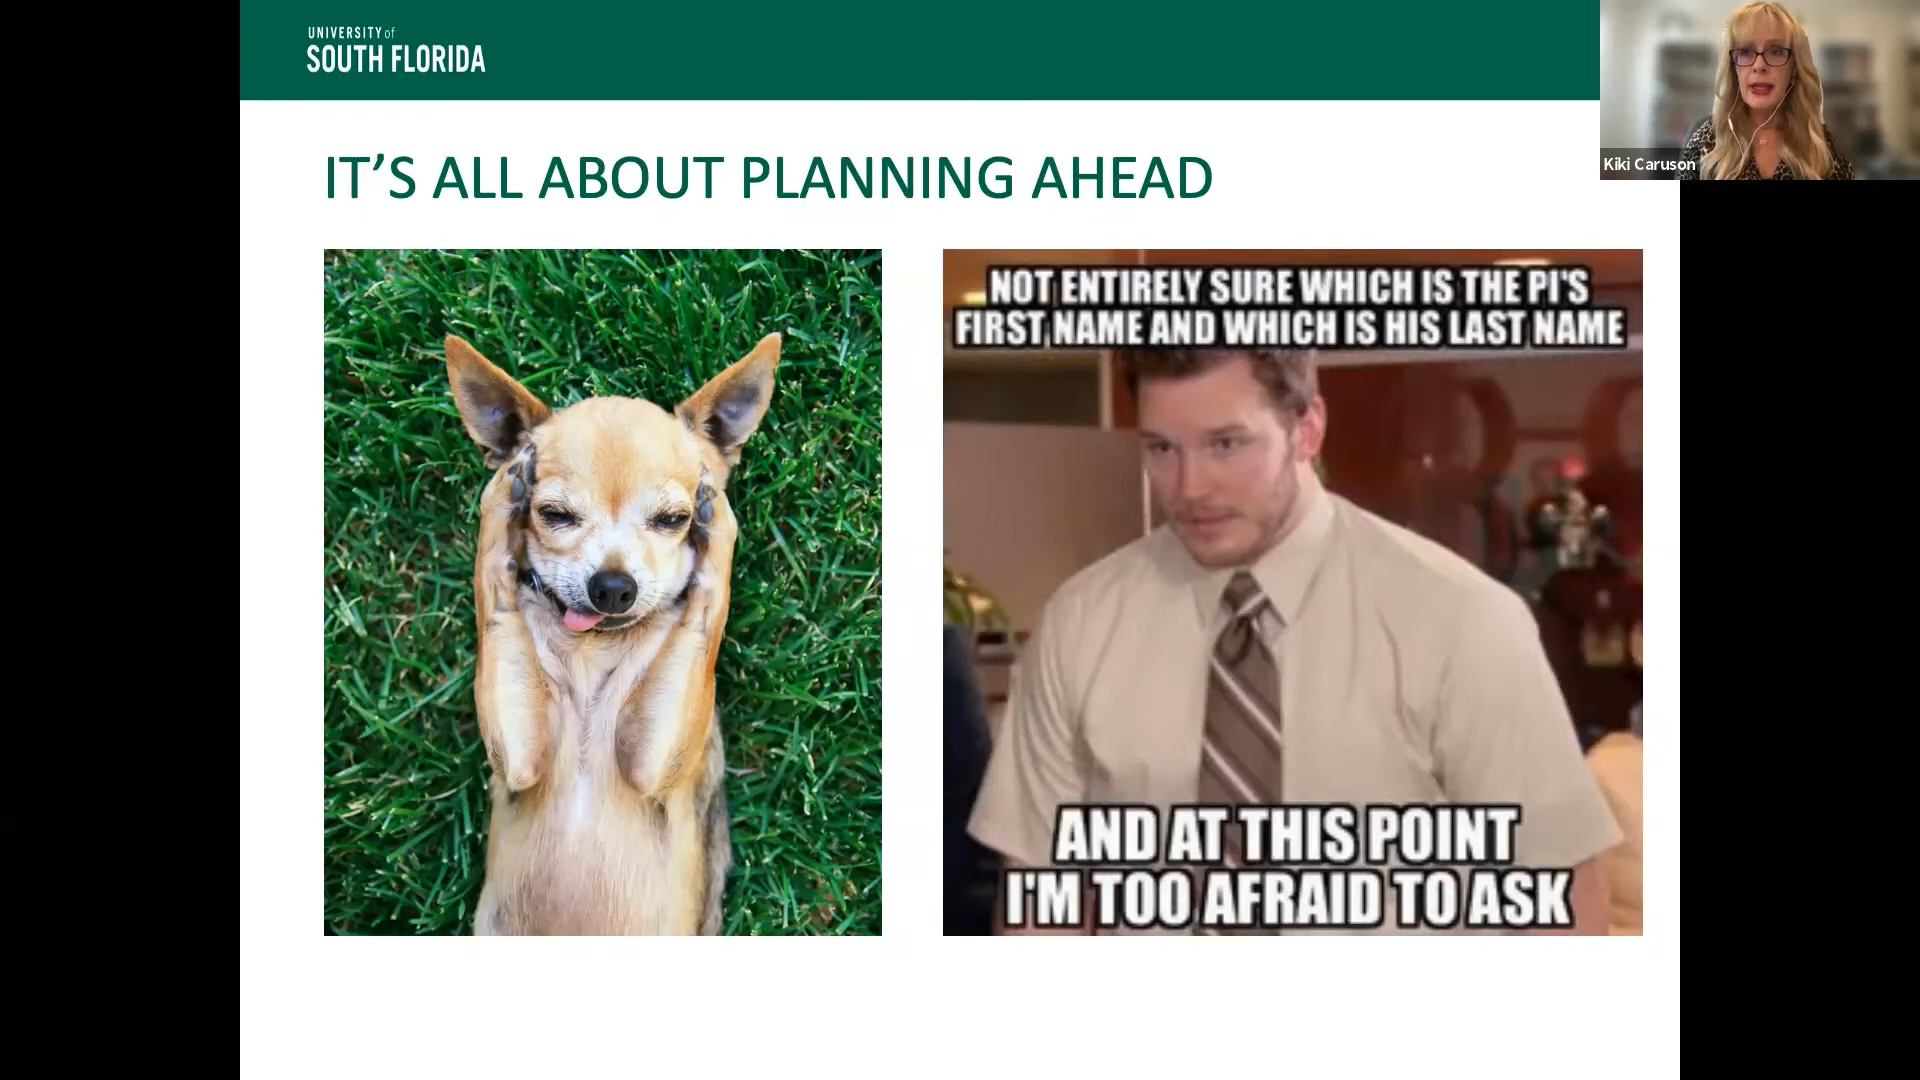 UNIVERSITY of
SOUTH FLORIDA
Kiki Caruson
IT’S ALL ABOUT PLANNING AHEAD
NOT ENTIRELY SURE WHICH IS THE PI'S
FIRST NAME AND WHICH IS HIS LAST NAME
AND AT THIS POINT
I'M TOO AFRAID TO ASK